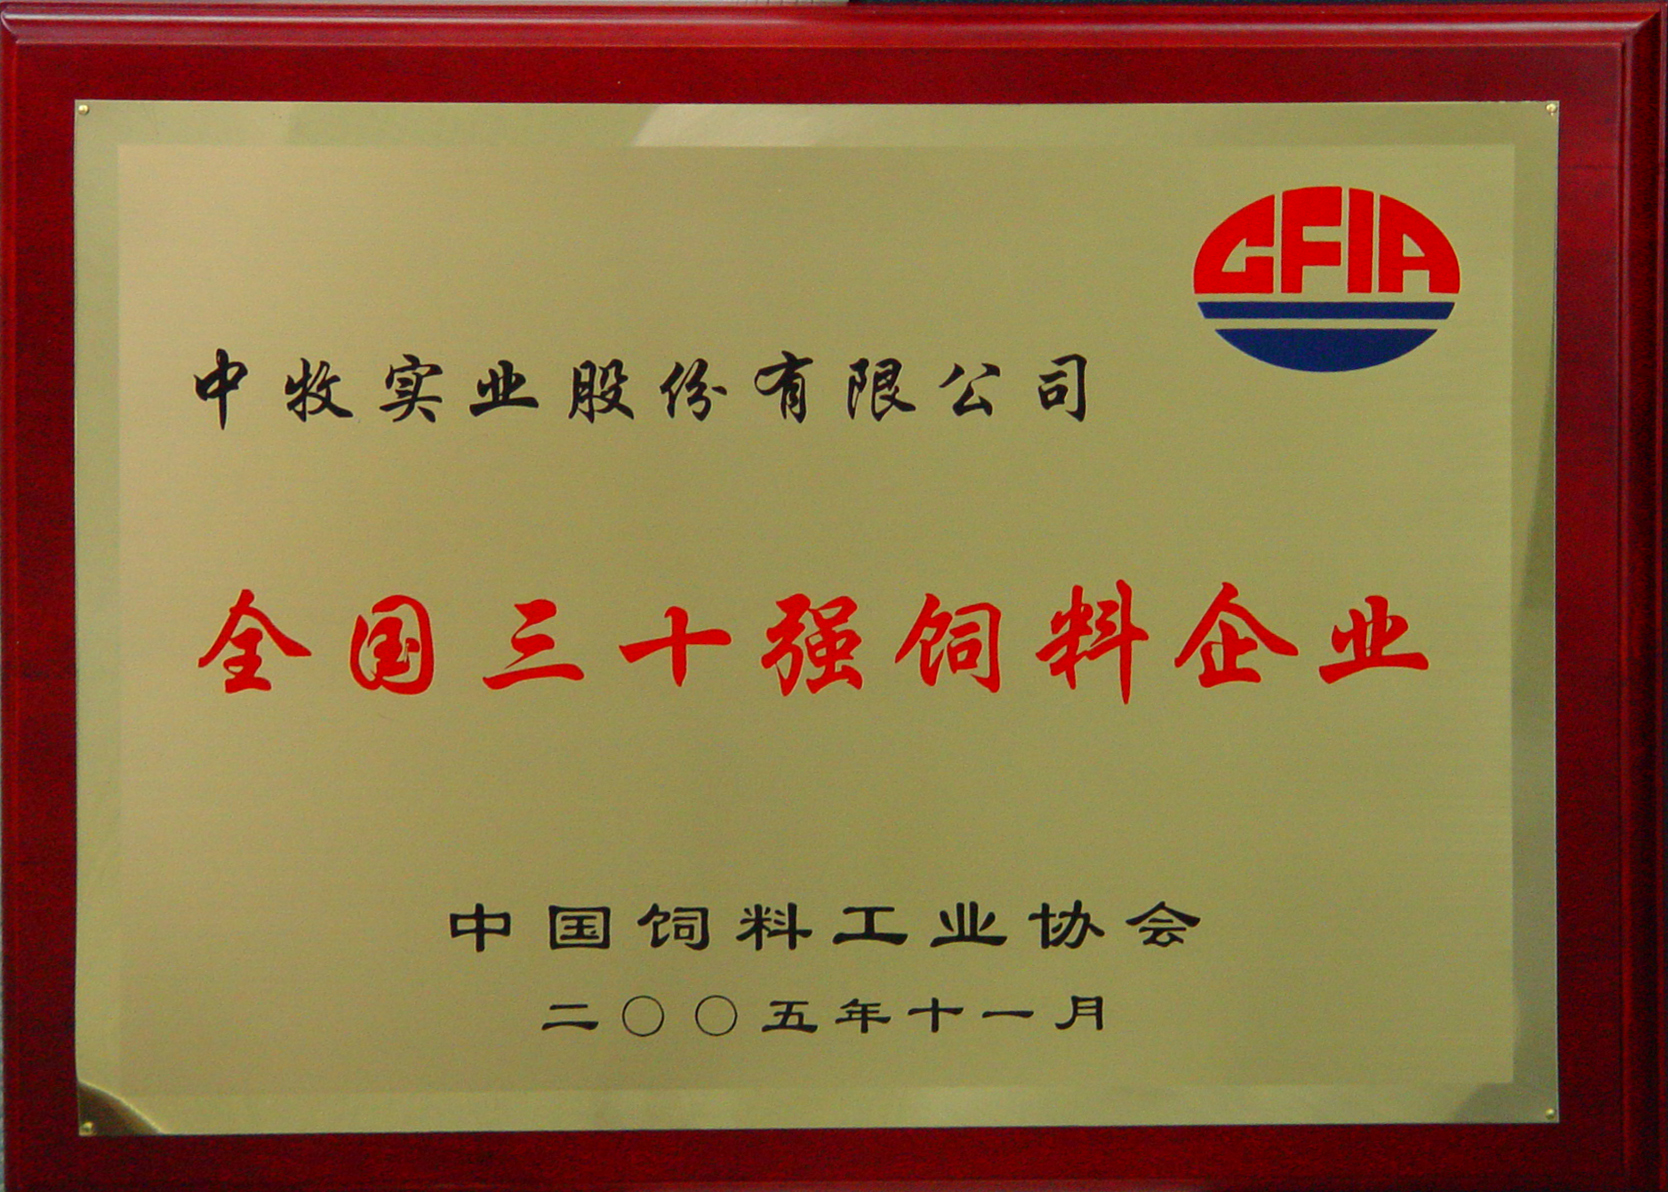 CFIA
中牧实业股份有限公司
全国三十强饲料企业
中国饲料工业协会
二〇〇五年十一月